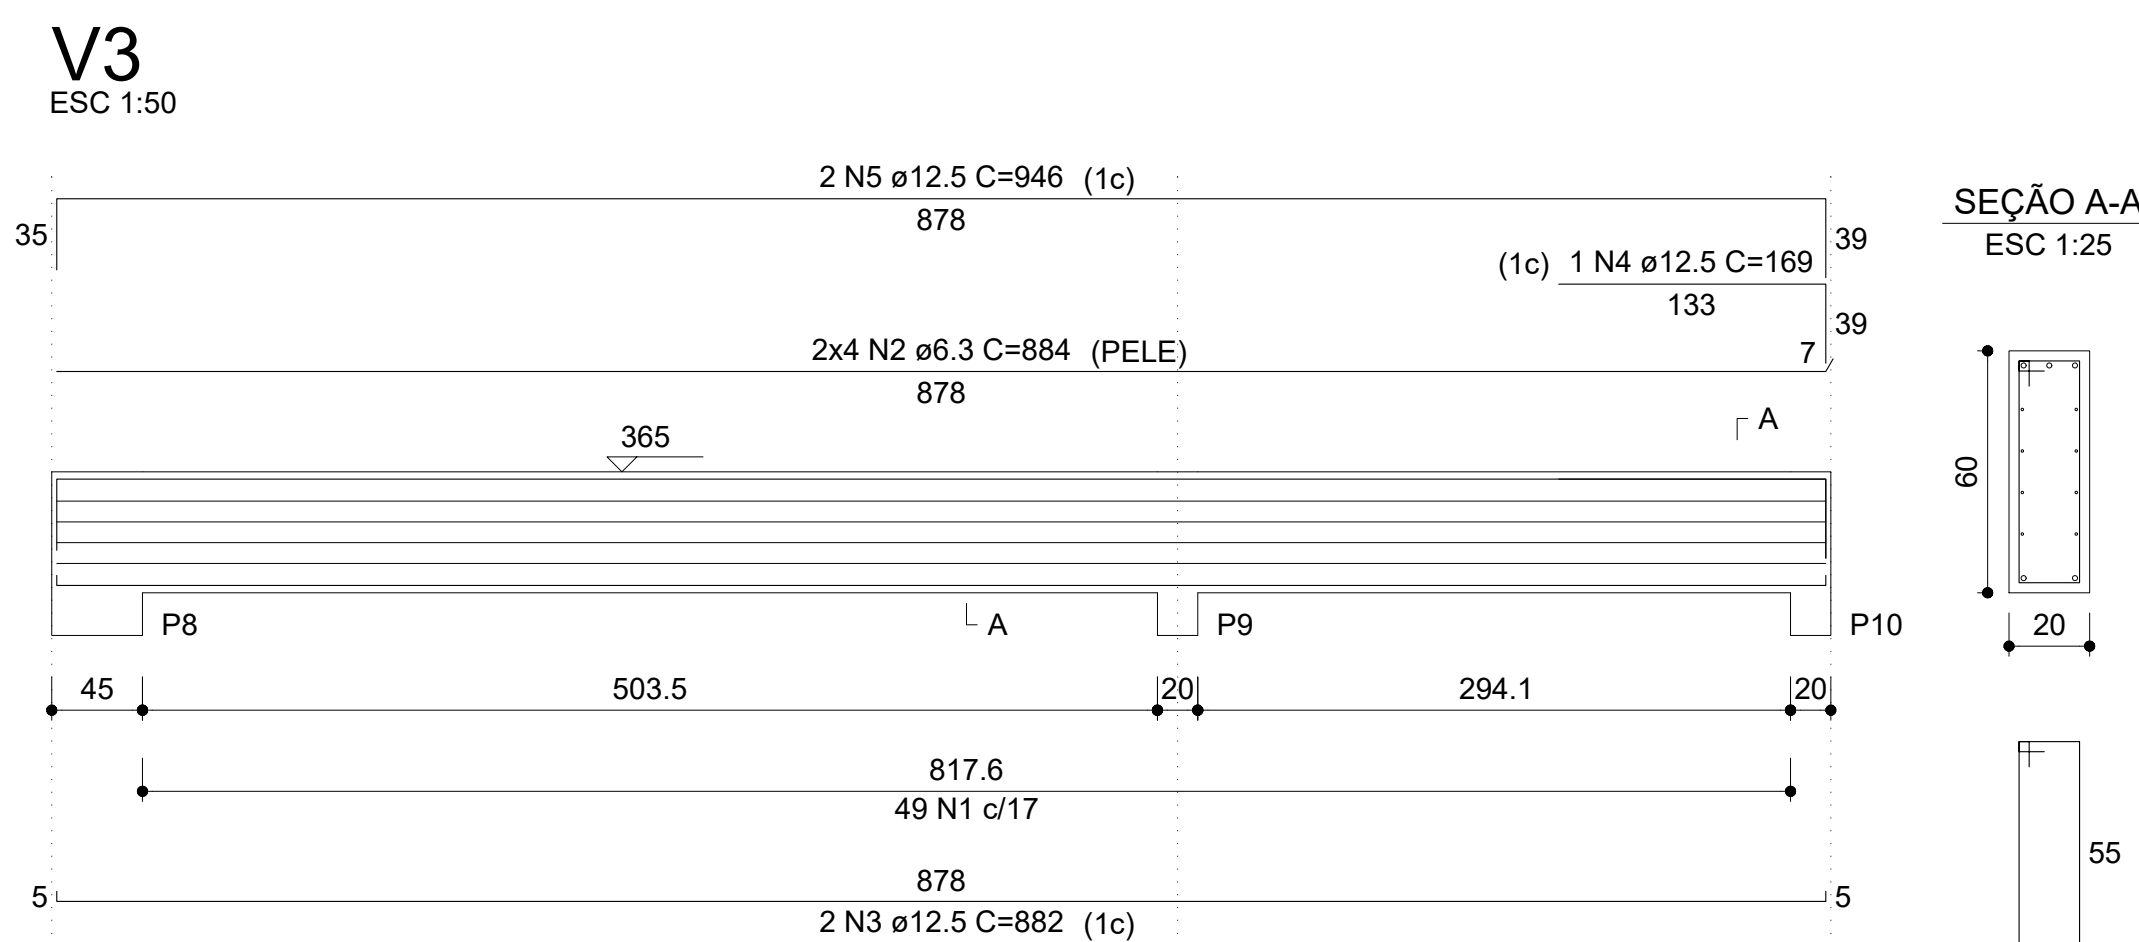 V3
ESC 1:50
2 N5 ø12.5 C=946 (1c)
878
35
39
SEÇÃO A-A
ESC 1:25
(1c) 1 N4 ø12.5 C=169
133
39
2x4 N2 ø6.3 C=884 (PELE)
7
878
A
365
60
P8
A
P9
P10
20
45
503.5
20
294.1
20
817.6
49 N1 c/17
55
878
5
5
2 N3 ø12.5 C=882 (1c)